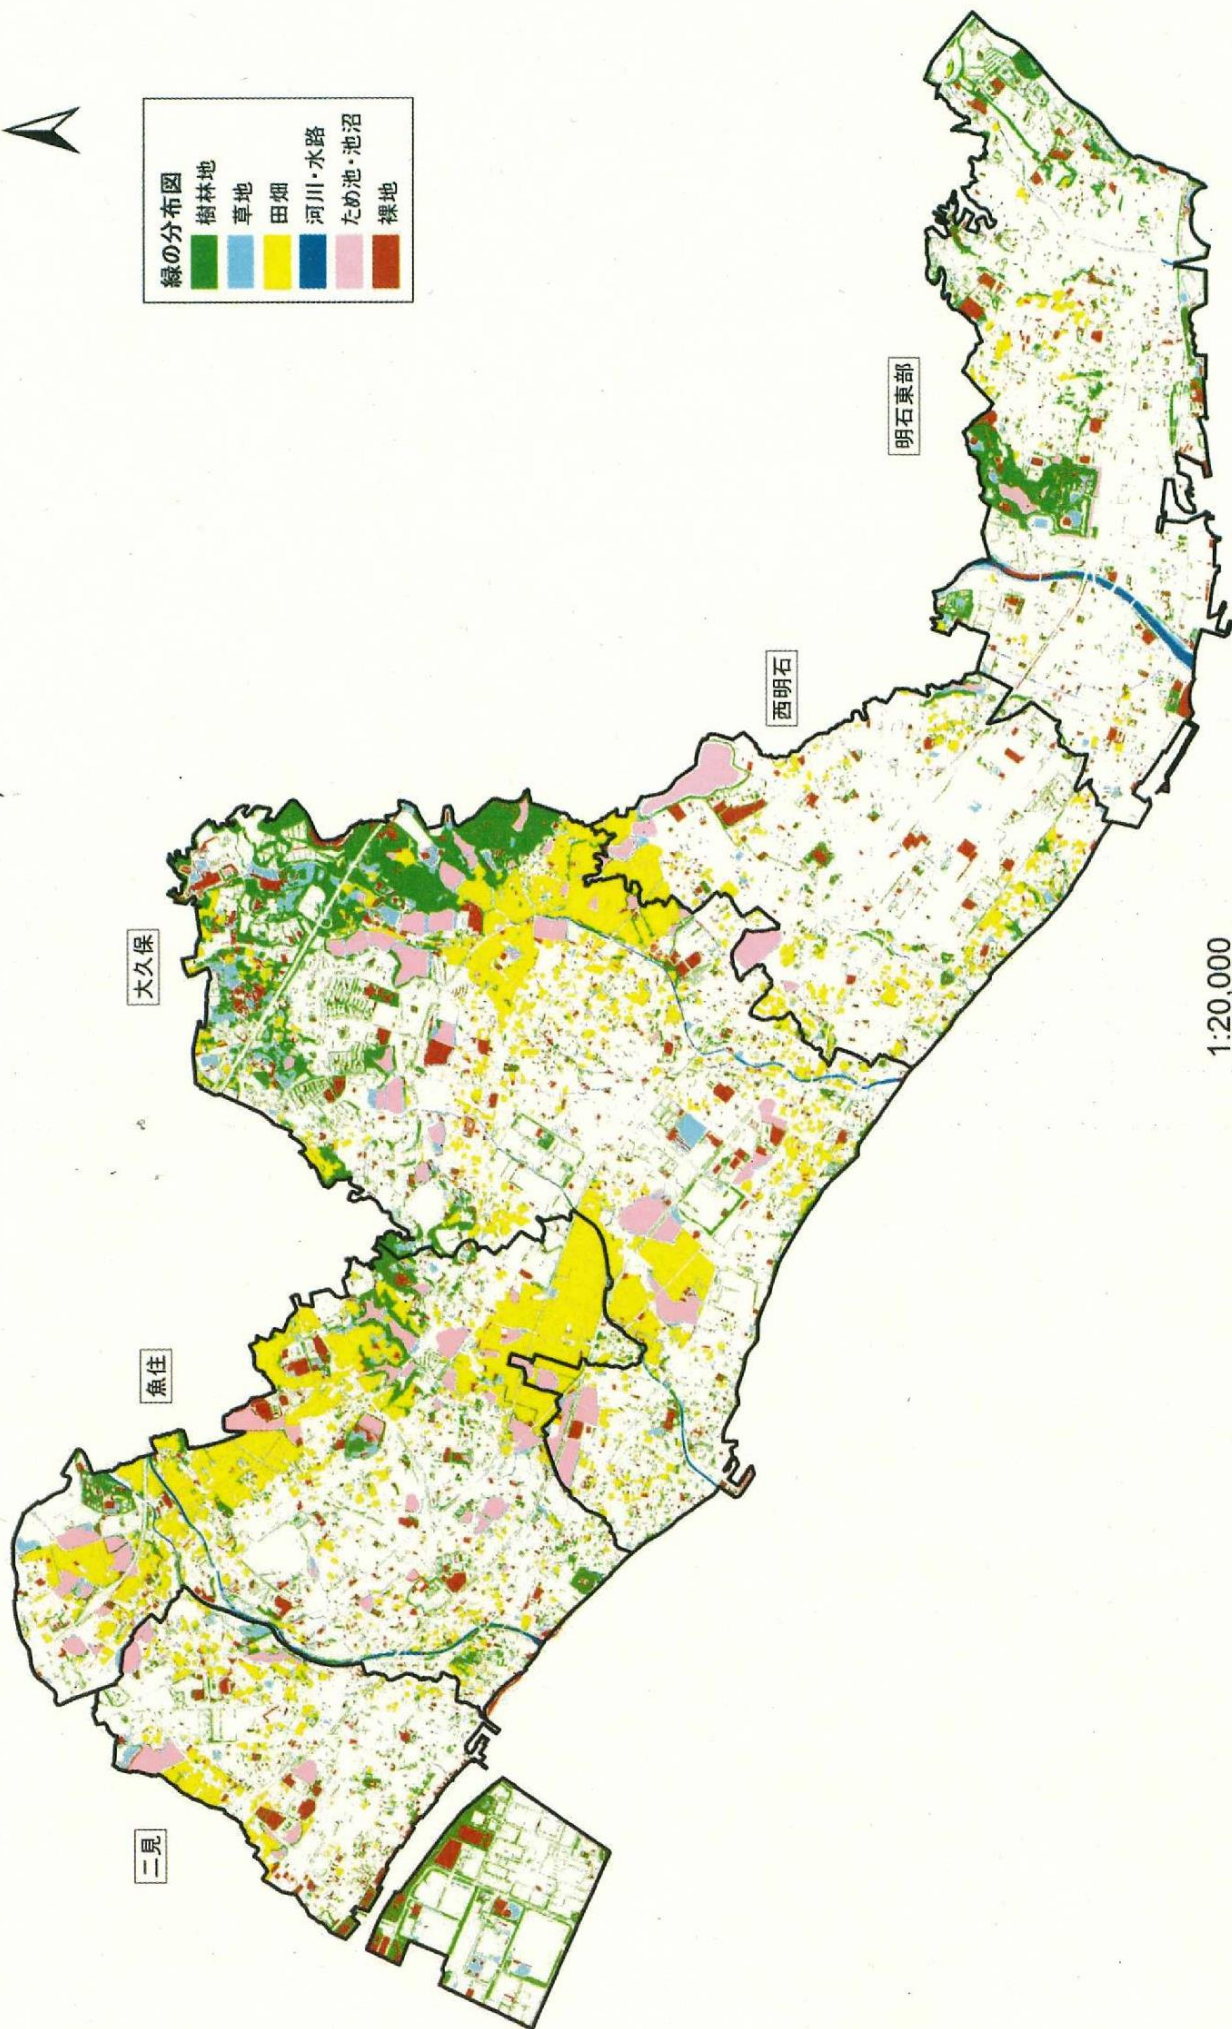 緑の分布図
樹林地
草地
田畑
河川・水路
ため池・池沼
裸地
二見
魚住
大久保
西明石
明石東部
1:20,000